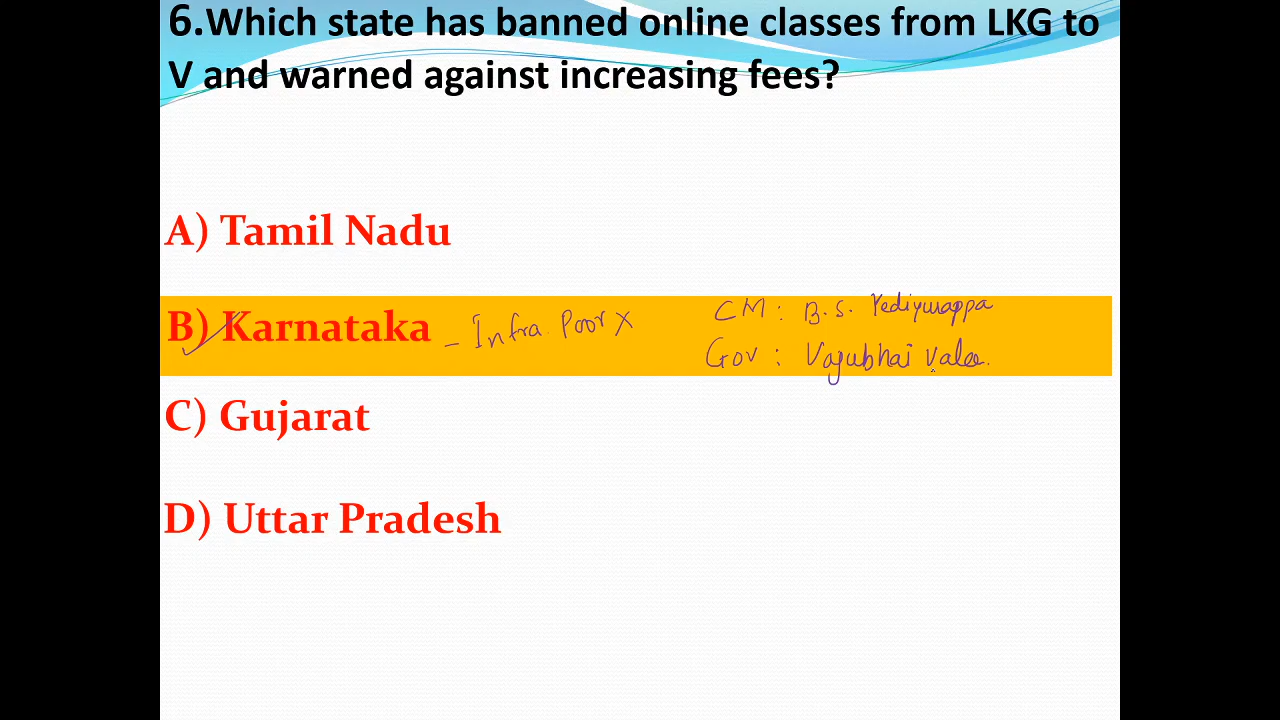 6.Which state has banned online classes from LKG to
V and warned against increasing fees?
A) Tamil Nadu
B) Karnataka - Infra Poor X CM : B.S. Yediyurappa
Gov : Vajubhai Vala.
C) Gujarat
D) Uttar Pradesh